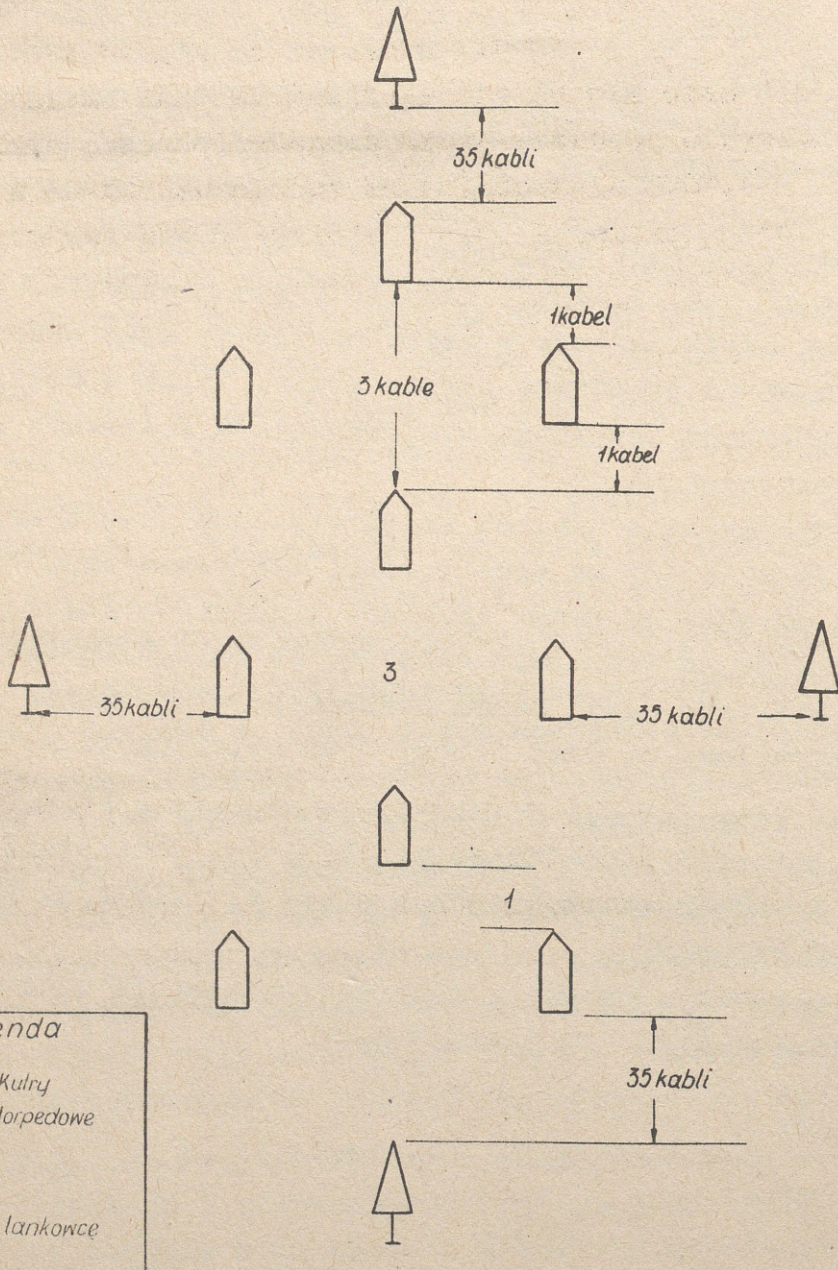 35 kabli
1 kabel
3 kable
1 kabel
3
35 kabli
35 kabli
1
35 kabli
enda
Kutry
torpedowe
lankowce